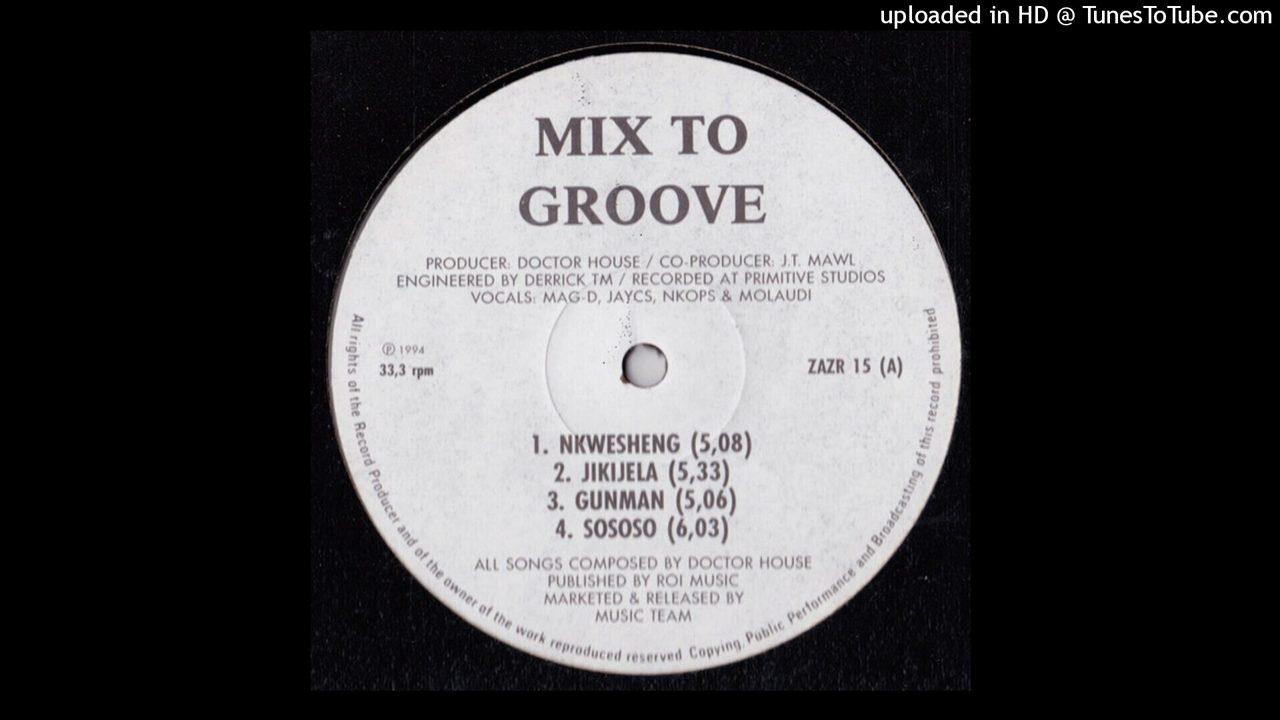 uploaded in HD @ TunesToTube.com
MIX TO
GROOVE
PRODUCER: DOCTOR HOUSE / CO-PRODUCER: J.T. MAWL
ENGINEERED BY DERRICK TM / RECORDED AT PRIMITIVE STUDIOS
VOCALS: MAG-D, JAYCS, NKOPS & MOLAUDI
℗ 1994
33,3 rpm
ZAZR 15 (A)
1. NKWESHENG (5,08)
2. JIKIJELA (5,33)
3. GUNMAN (5,06)
4. SOSOSO (6,03)
ALL SONGS COMPOSED BY DOCTOR HOUSE
PUBLISHED BY ROI MUSIC
MARKETED & RELEASED BY
MUSIC TEAM
All rights of the Record Producer and of the owner of the work reproduced reserved Copying, Public Performance and Broadcasting of this record prohibited